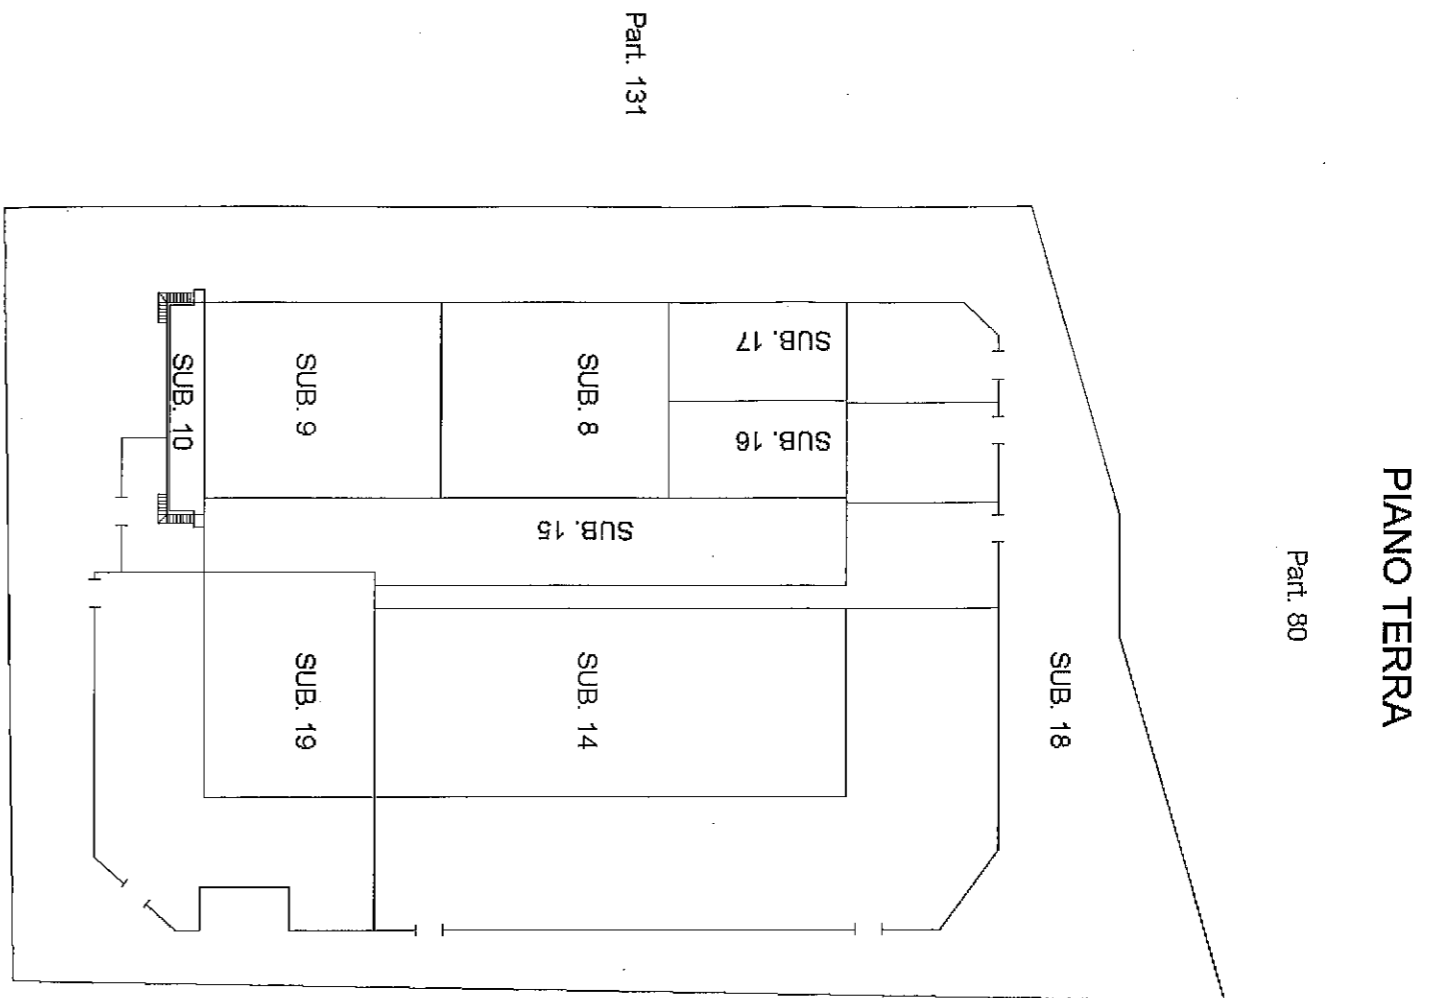 PIANO TERRA
Part. 80
SUB. 18
Part. 131
SUB. 17
SUB. 16
SUB. 8
SUB. 9
SUB. 10
SUB. 15
SUB. 14
SUB. 19